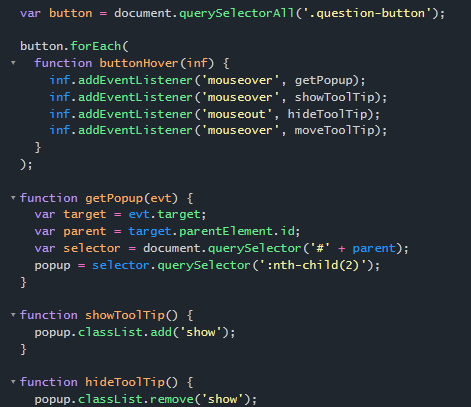 var button = document.querySelectorAll('.question-button');
button.forEach(
function buttonHover(inf) {
inf.addEventListener('mouseover', getPopup);
inf.addEventListener('mouseover', showToolTip);
inf.addEventListener('mouseout', hideToolTip);
inf.addEventListener('mouseover', moveToolTip);
}
);
function getPopup(evt) {
var target = evt.target;
var parent = target.parentElement.id;
var selector = document.querySelector('#' + parent);
popup = selector.querySelector(':nth-child(2)');
}
function showToolTip() {
popup.classList.add('show');
}
function hideToolTip() {
popup.classList.remove('show');